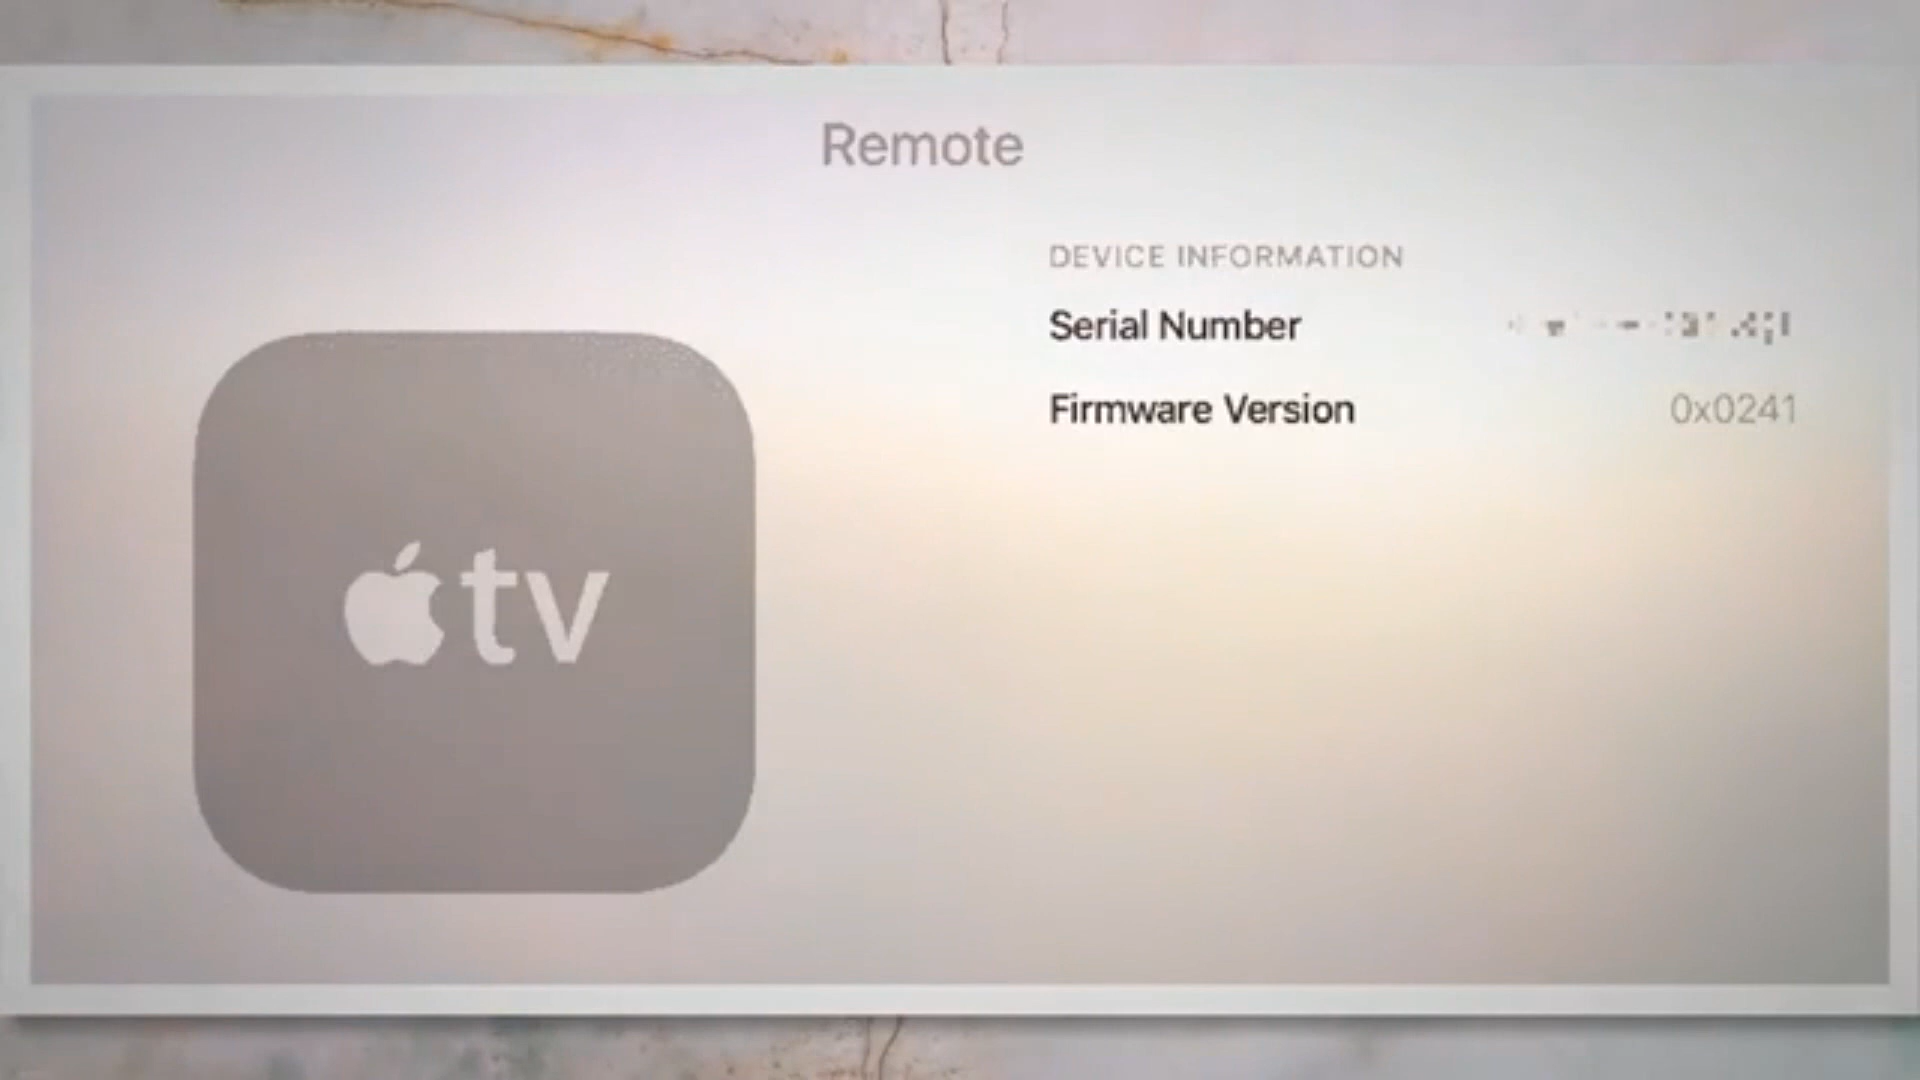 Remote
DEVICE INFORMATION
Serial Number
Firmware Version 0x0241
tv